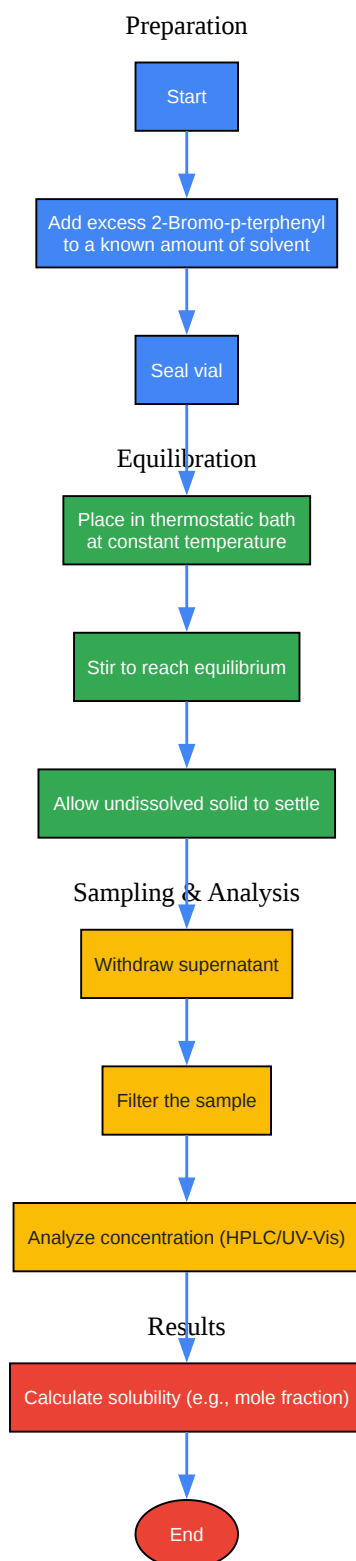 Preparation
Start
Add excess 2-Bromo-p-terphenyl
to a known amount of solvent
Seal vial
Equilibration
Place in thermostatic bath
at constant temperature
Stir to reach equilibrium
Allow undissolved solid to settle
Sampling & Analysis
Withdraw supernatant
Filter the sample
Analyze concentration (HPLC/UV-Vis)
Results
Calculate solubility (e.g., mole fraction)
End